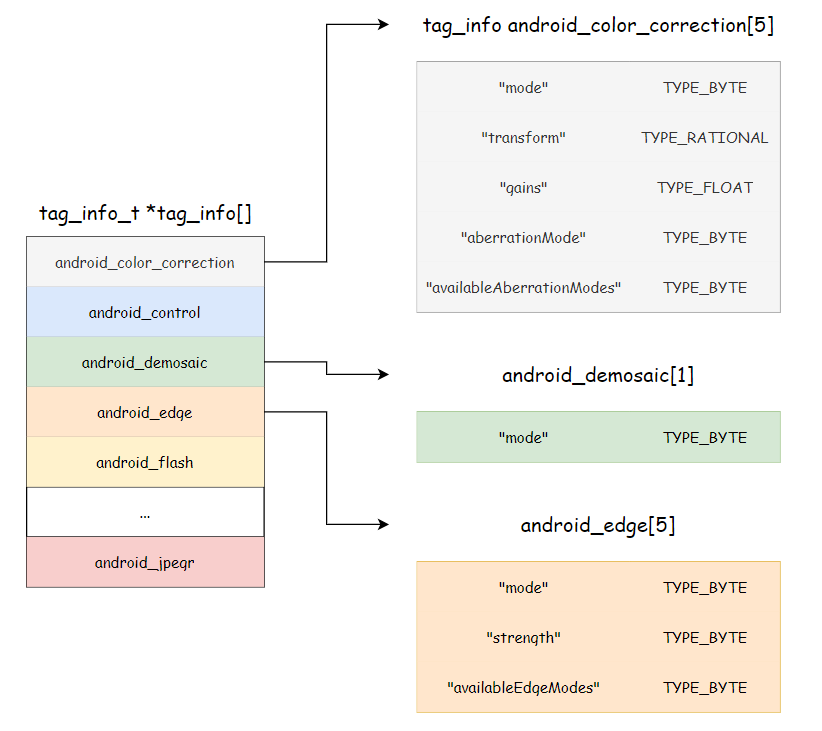 tag_info android_color_correction[5]
"mode" TYPE_BYTE
"transform" TYPE_RATIONAL
"gains" TYPE_FLOAT
"aberrationMode" TYPE_BYTE
"availableAberrationModes" TYPE_BYTE
tag_info_t *tag_info[]
android_color_correction
android_control
android_demosaic
android_edge
android_flash
...
android_jpegr
android_demosaic[1]
"mode" TYPE_BYTE
android_edge[5]
"mode" TYPE_BYTE
"strength" TYPE_BYTE
"availableEdgeModes" TYPE_BYTE